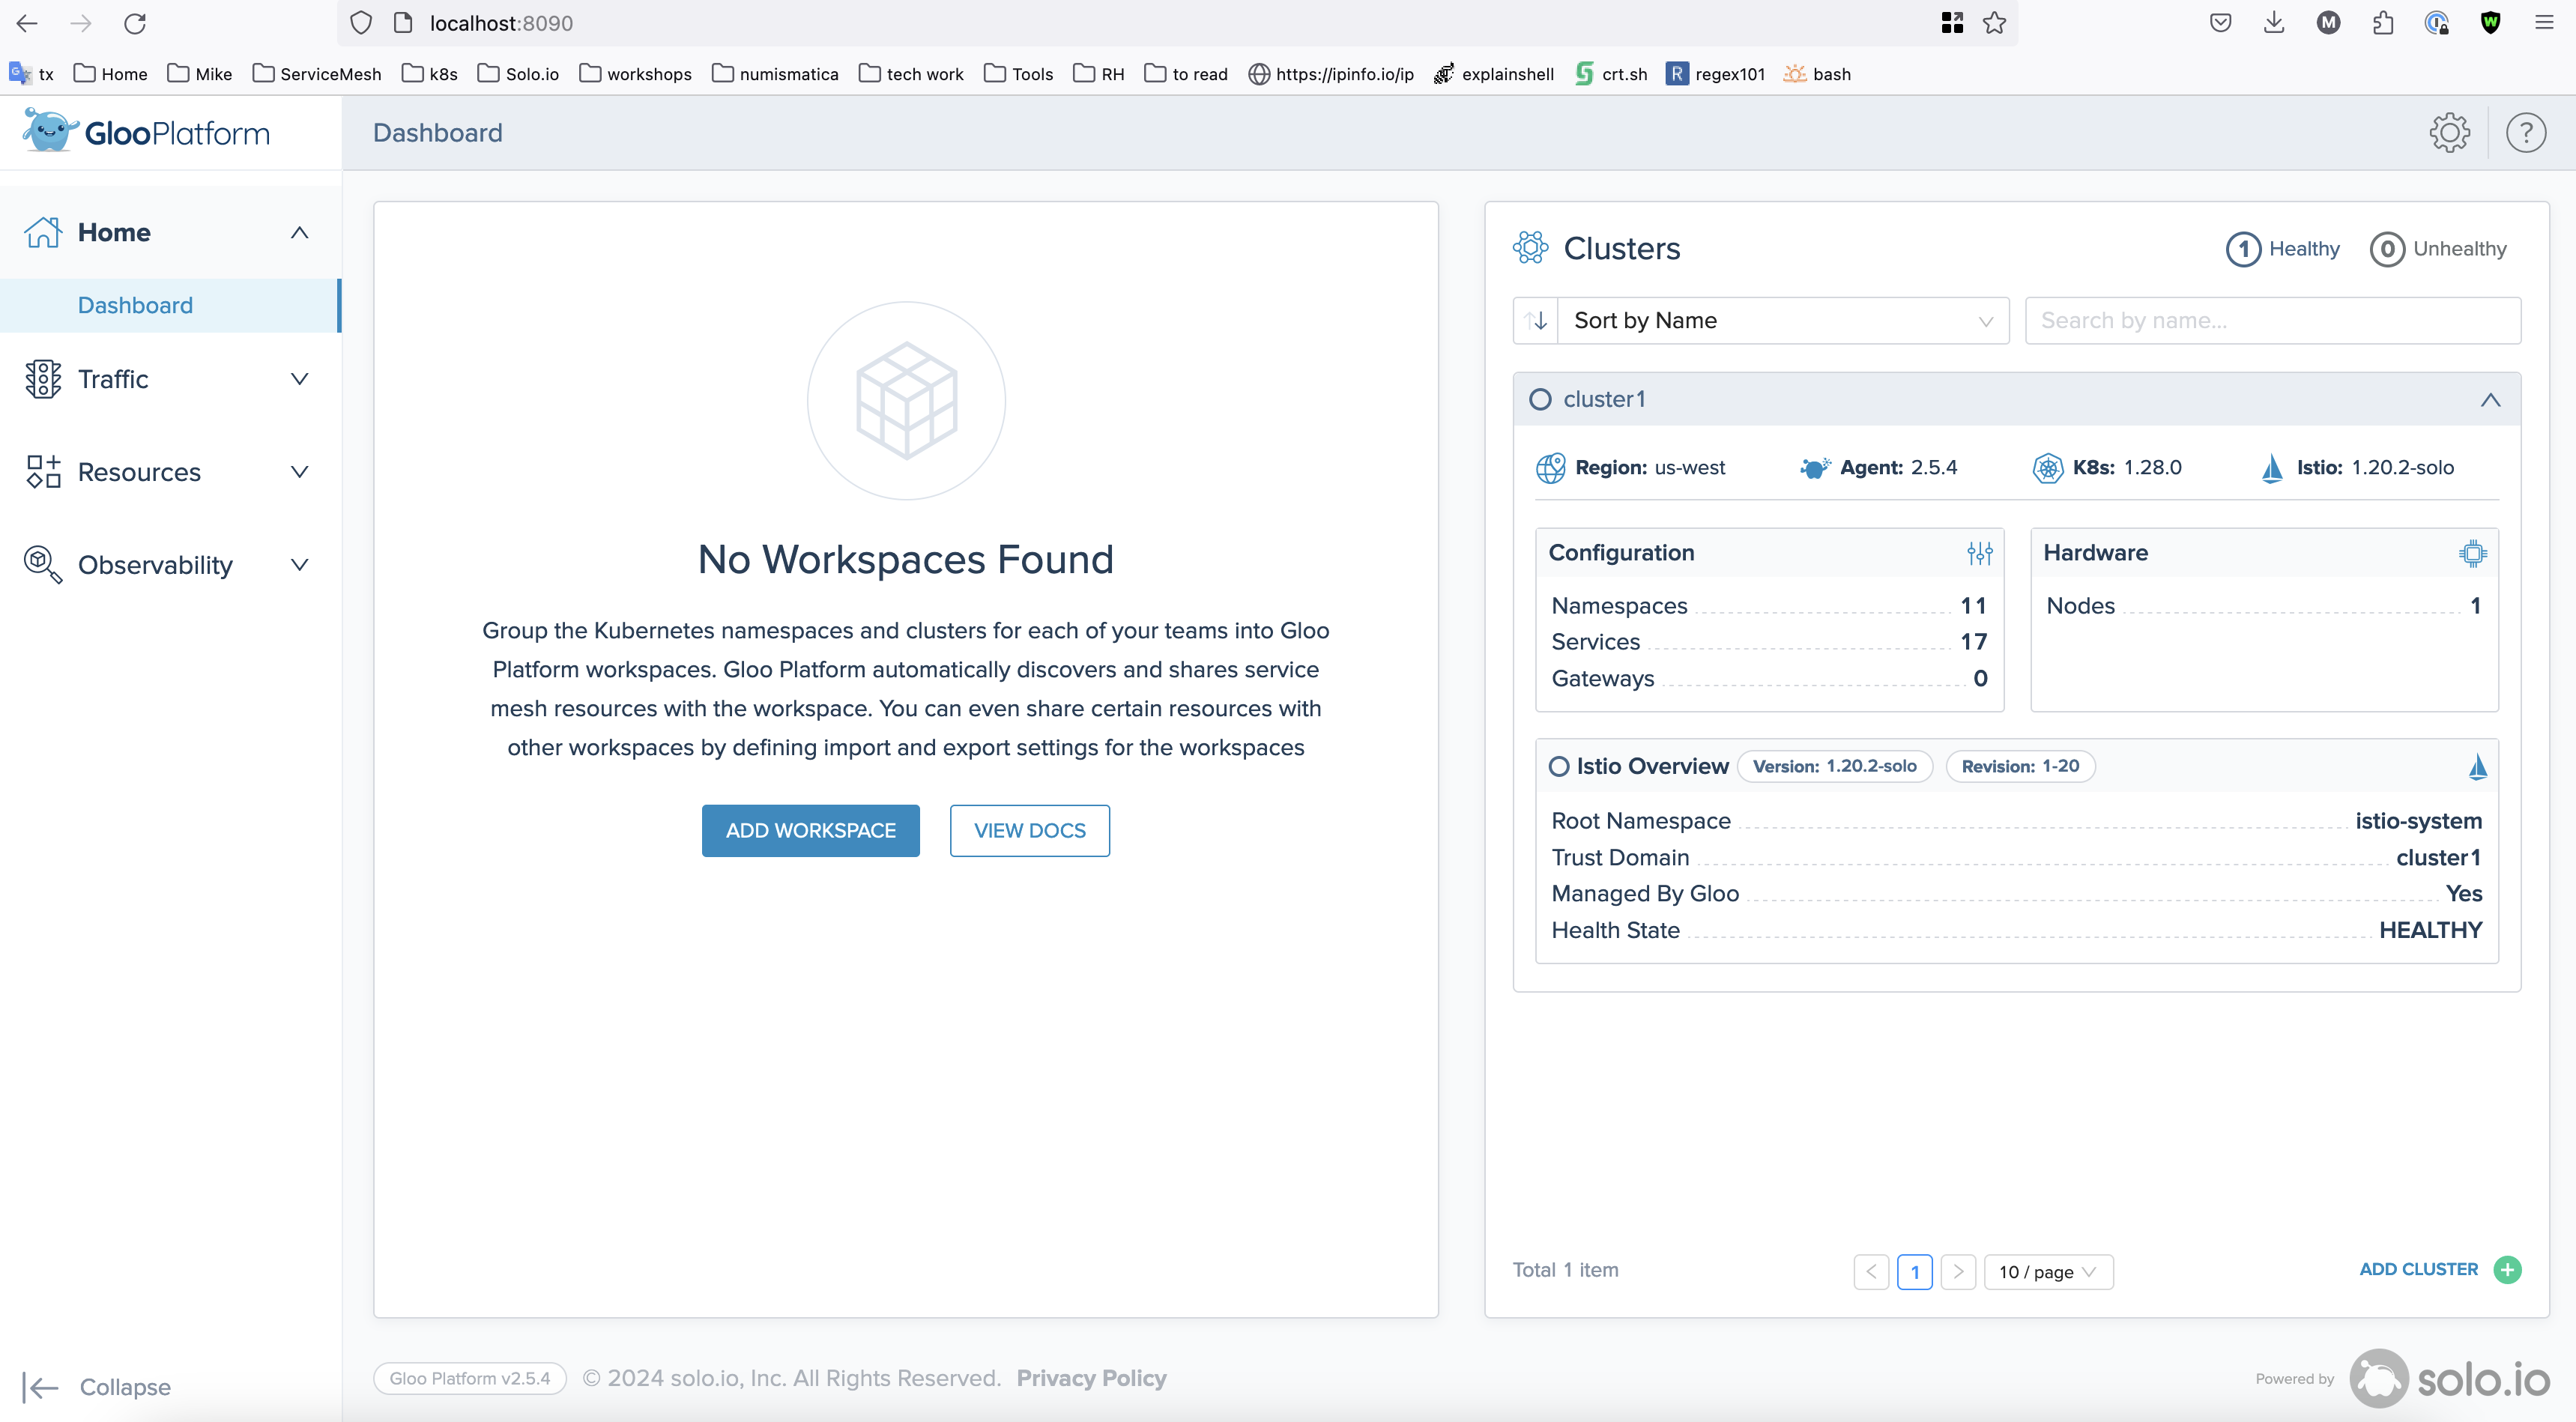 localhost:8090
M
W
tx Home Mike ServiceMesh k8s Solo.io workshops numismatica tech work Tools RH to read https://ipinfo.io/ip explainshell crt.sh R regex101 bash
GlooPlatform
Dashboard
?
Home
Dashboard
Traffic
Resources
Observability
Collapse
No Workspaces Found
Group the Kubernetes namespaces and clusters for each of your teams into Gloo
Platform workspaces. Gloo Platform automatically discovers and shares service
mesh resources with the workspace. You can even share certain resources with
other workspaces by defining import and export settings for the workspaces
ADD WORKSPACE VIEW DOCS
Clusters 1 Healthy 0 Unhealthy
Sort by Name Search by name...
cluster1
Region: us-west Agent: 2.5.4 K8s: 1.28.0 Istio: 1.20.2-solo
Configuration
Namespaces 11
Services 17
Gateways 0
Hardware
Nodes 1
Istio Overview Version: 1.20.2-solo Revision: 1-20
Root Namespace istio-system
Trust Domain cluster1
Managed By Gloo Yes
Health State HEALTHY
Total 1 item < 1 > 10 / page ADD CLUSTER +
Gloo Platform v2.5.4 © 2024 solo.io, Inc. All Rights Reserved. Privacy Policy
Powered by solo.io